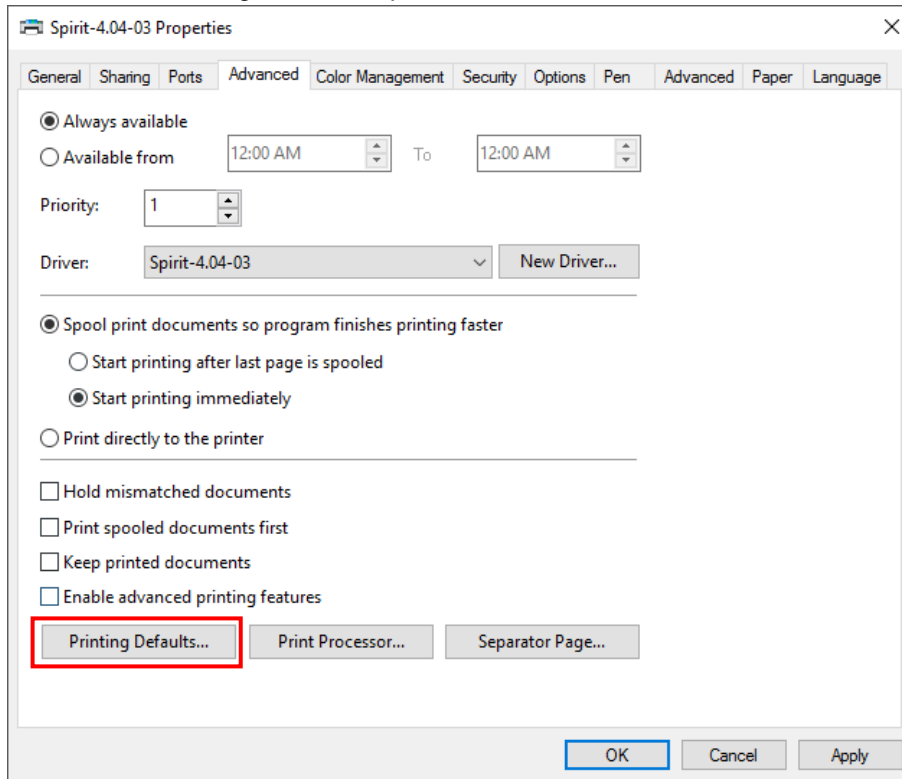 Spirit-4.04-03 Properties
General Sharing Ports Advanced Color Management Security Options Pen Advanced Paper Language
Always available
Available from 12:00 AM To 12:00 AM
Priority: 1
Driver: Spirit-4.04-03 New Driver...
Spool print documents so program finishes printing faster
Start printing after last page is spooled
Start printing immediately
Print directly to the printer
Hold mismatched documents
Print spooled documents first
Keep printed documents
Enable advanced printing features
Printing Defaults... Print Processor... Separator Page...
OK Cancel Apply